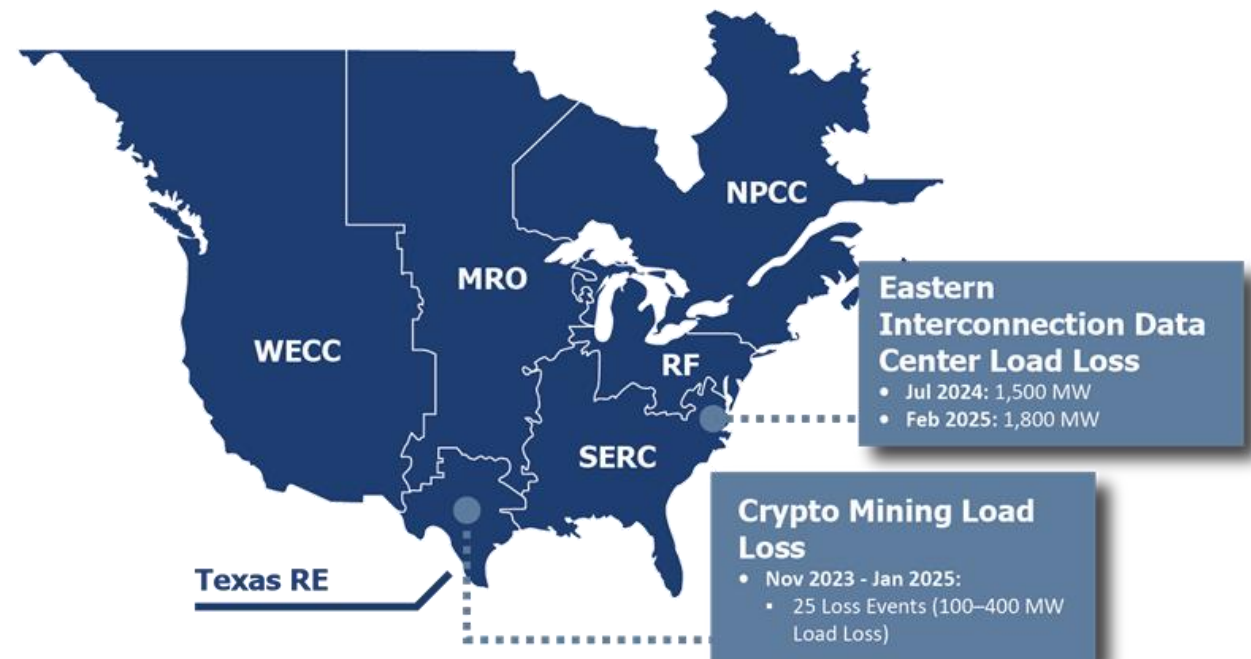 NPCC
MRO
WECC
RF
SERC
Texas RE
Eastern
Interconnection Data
Center Load Loss
• Jul 2024: 1,500 MW
• Feb 2025: 1,800 MW
Crypto Mining Load
Loss
• Nov 2023 - Jan 2025:
▪ 25 Loss Events (100–400 MW
Load Loss)